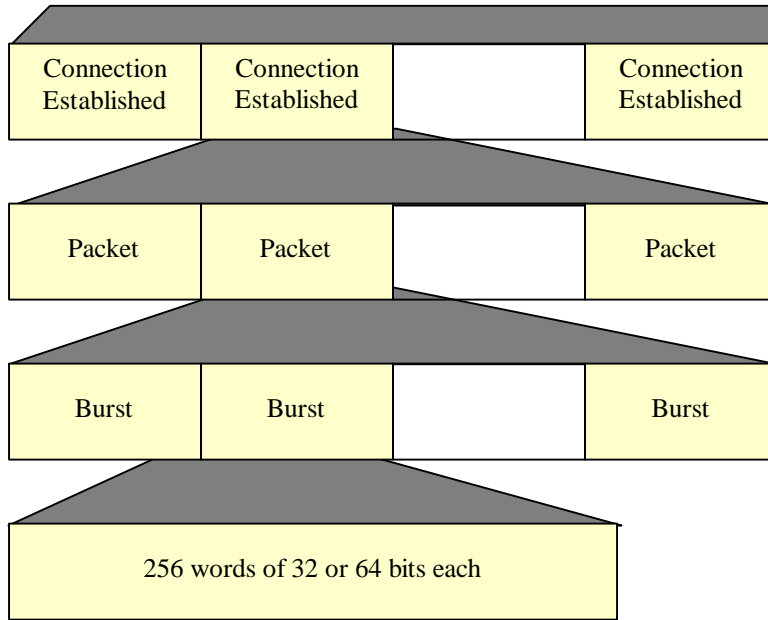 Connection Connection Connection
Established Established Established
Packet Packet Packet
Burst Burst Burst
256 words of 32 or 64 bits each